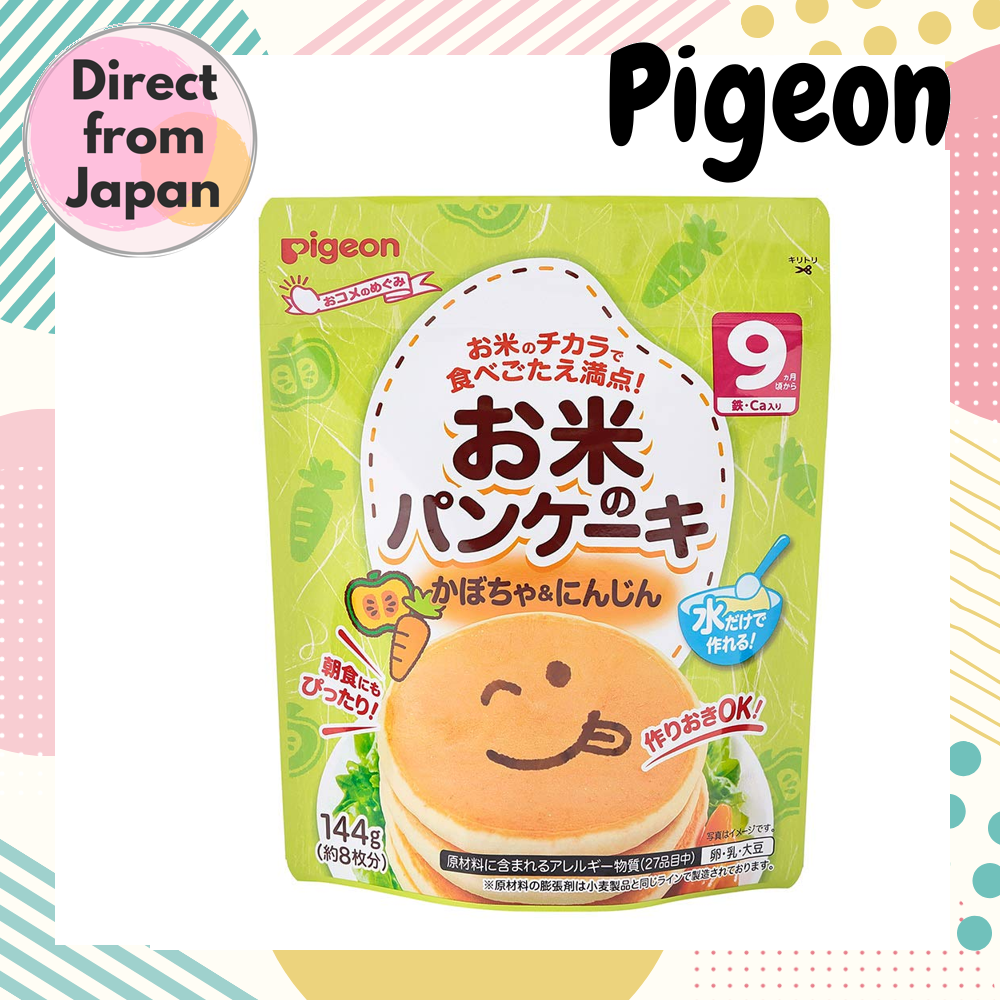 Direct
from
Japan
Pigeon
Pigeon
おコメのめぐみ
キリトリ
お米のチカラで
食べごたえ満点!
9
ヵ月
頃から
鉄・Ca入り
お米の
パンケーキ
かぼちゃ&にんじん
水だけで
作れる!
朝食にも
ぴったり!
作りおきOK!
144g
(約8枚分)
写真はイメージです。
原材料に含まれるアレルギー物質(27品目中) 卵・乳・大豆
※原材料の膨張剤は小麦製品と同じラインで製造されております。